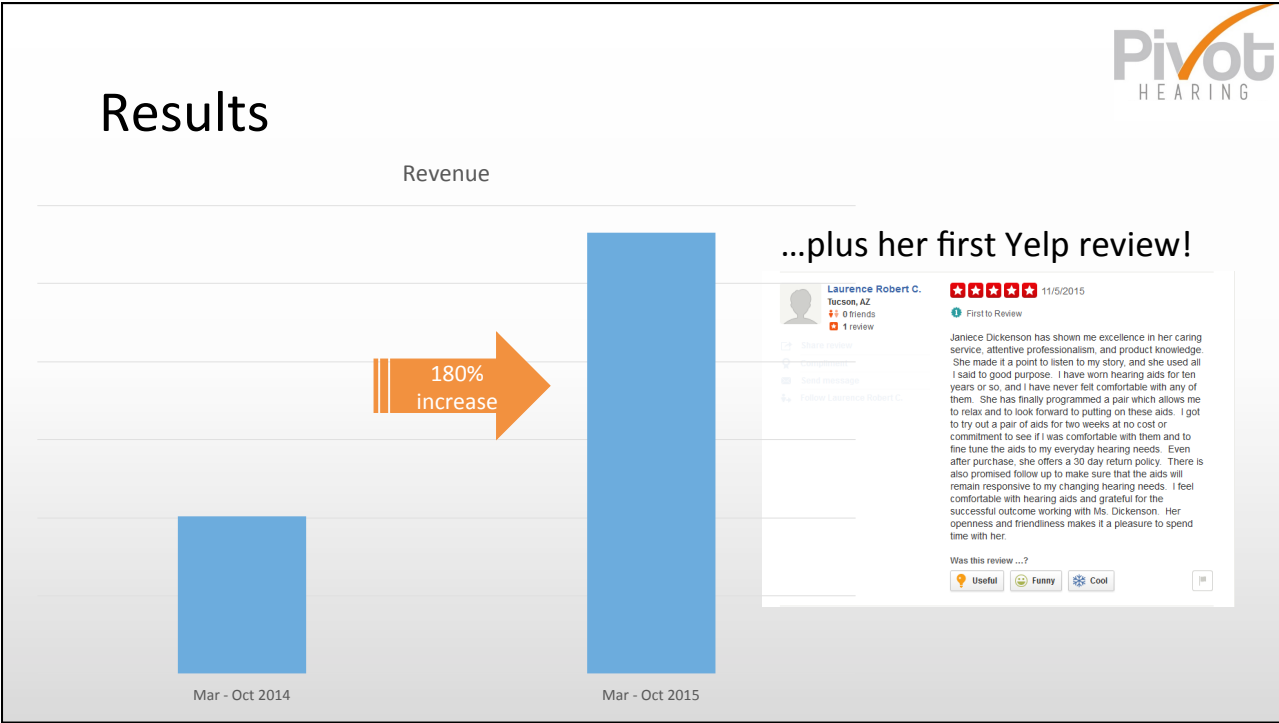 Pivot
HEARING
Results
Revenue
180%
increase
Mar - Oct 2014
Mar - Oct 2015
...plus her first Yelp review!
Laurence Robert C.
Tucson, AZ
0 friends
1 review
Share review
Compliment
Send message
Follow Laurence Robert C.
11/5/2015
First to Review
Janiece Dickenson has shown me excellence in her caring
service, attentive professionalism, and product knowledge.
She made it a point to listen to my story, and she used all
I said to good purpose.  I have worn hearing aids for ten
years or so, and I have never felt comfortable with any of
them.  She has finally programmed a pair which allows me
to relax and to look forward to putting on these aids.  I got
to try out a pair of aids for two weeks at no cost or
commitment to see if I was comfortable with them and to
fine tune the aids to my everyday hearing needs.  Even
after purchase, she offers a 30 day return policy.  There is
also promised follow up to make sure that the aids will
remain responsive to my changing hearing needs.  I feel
comfortable with hearing aids and grateful for the
successful outcome working with Ms. Dickenson.  Her
openness and friendliness makes it a pleasure to spend
time with her.
Was this review ...?
Useful
Funny
Cool